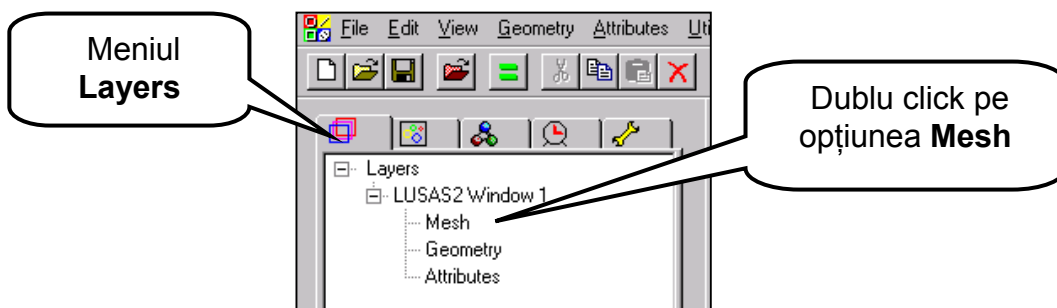 Meniul
Layers
File Edit View Geometry Attributes Uti
Layers
LUSAS2 Window 1
Mesh
Geometry
Attributes
Dublu click pe
opțiunea Mesh